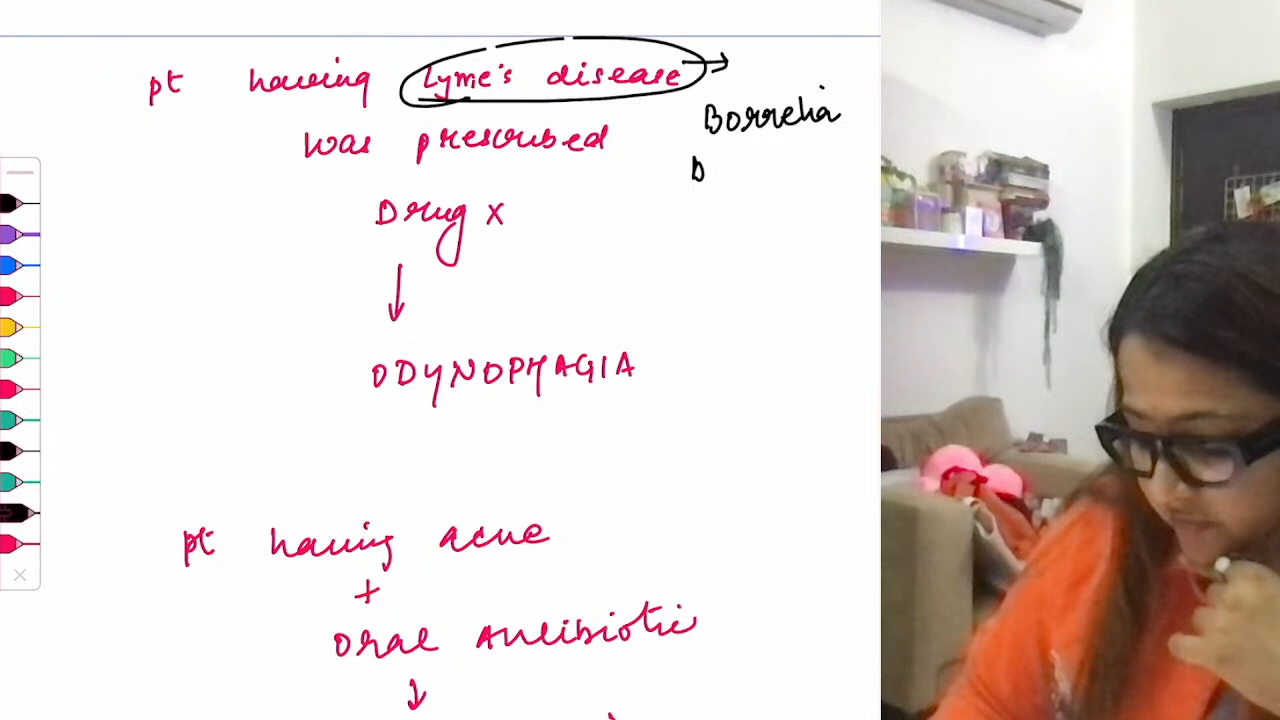 pt having Lyme's disease →
Borrelia
was prescribed
B
Drug x
↓
ODYNOPHAGIA
pt having acne
+
Oral Antibiotic
↓